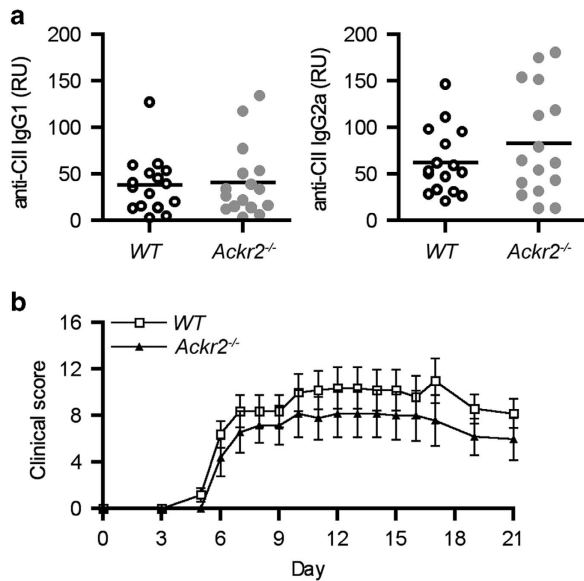 a
anti-CII IgG1 (RU)
200
150
100
50
0
WT
Ackr2-/-
anti-CII IgG2a (RU)
200
150
100
50
0
WT
Ackr2-/-
b
WT
Ackr2-/-
Clinical score
16
12
8
4
0
0 3 6 9 12 15 18 21
Day